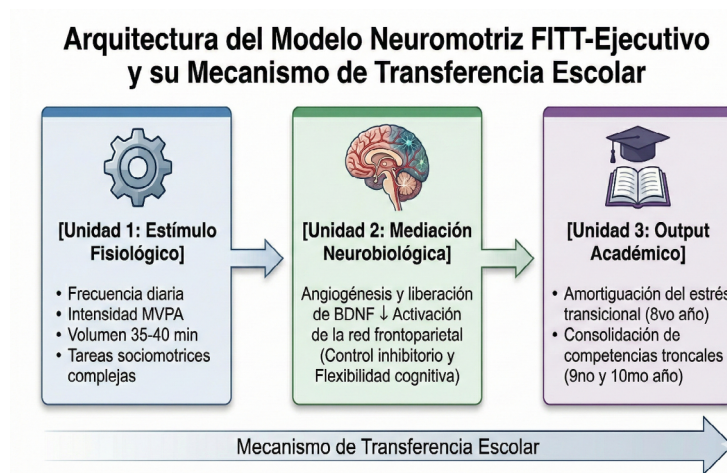 Arquitectura del Modelo Neuromotriz FITT-Ejecutivo
y su Mecanismo de Transferencia Escolar
[Unidad 1: Estímulo
Fisiológico]
• Frecuencia diaria
• Intensidad MVPA
• Volumen 35-40 min
• Tareas sociomotrices
complejas
[Unidad 2: Mediación
Neurobiológica]
Angiogénesis y liberación
de BDNF ↓ Activación
de la red frontoparietal
(Control inhibitorio y
Flexibilidad cognitiva)
[Unidad 3: Output
Académico]
• Amortiguación del estrés
transicional (8vo año)
• Consolidación de
competencias troncales
(9no y 10mo año)
Mecanismo de Transferencia Escolar